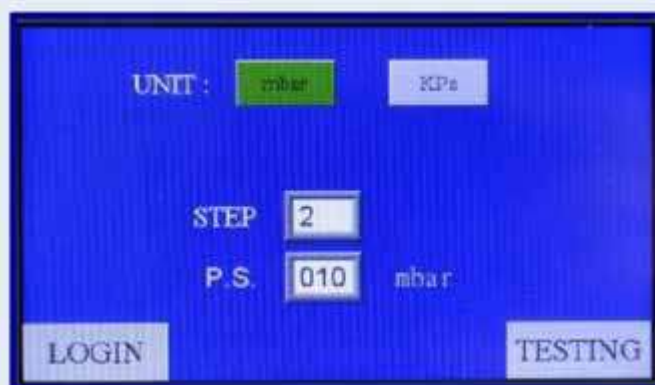 UNIT : mbar KPa
STEP 2
P.S. 010 mbar
LOGIN TESTING